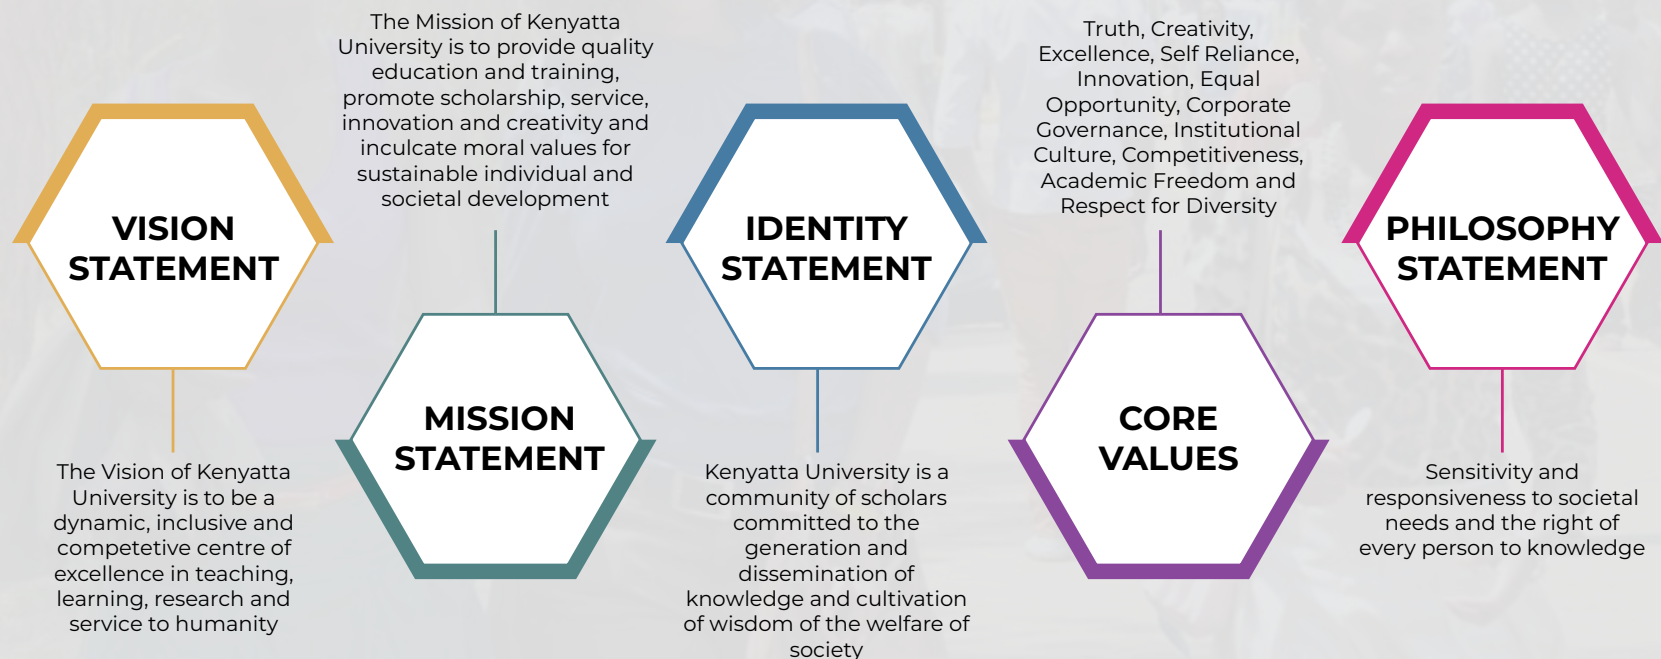 VISION
STATEMENT
The Vision of Kenyatta
University is to be a
dynamic, inclusive and
competetive centre of
excellence in teaching,
learning, research and
service to humanity
The Mission of Kenyatta
University is to provide quality
education and training,
promote scholarship, service,
innovation and creativity and
inculcate moral values for
sustainable individual and
societal development
MISSION
STATEMENT
IDENTITY
STATEMENT
Kenyatta University is a
community of scholars
committed to the
generation and
dissemination of
knowledge and cultivation
of wisdom of the welfare of
society
Truth, Creativity,
Excellence, Self Reliance,
Innovation, Equal
Opportunity, Corporate
Governance, Institutional
Culture, Competitiveness,
Academic Freedom and
Respect for Diversity
CORE
VALUES
PHILOSOPHY
STATEMENT
Sensitivity and
responsiveness to societal
needs and the right of
every person to knowledge